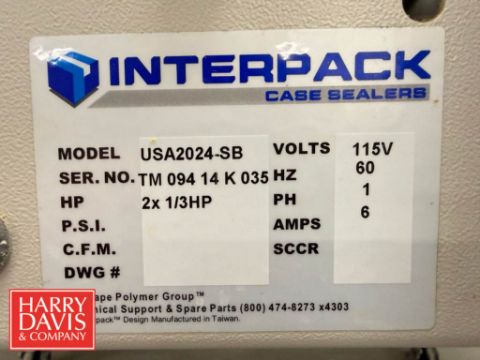 INTERPACK
CASE SEALERS
MODEL USA2024-SB VOLTS 115V
SER. NO. TM 094 14 K 035 HZ 60
HP 2x 1/3HP PH 1
P.S.I. AMPS 6
C.F.M. SCCR
DWG #
ape Polymer Group™
nical Support & Spare Parts (800) 474-8273 x4303
pack™ Design Manufactured in Taiwan.
HARRY
DAVIS
& COMPANY